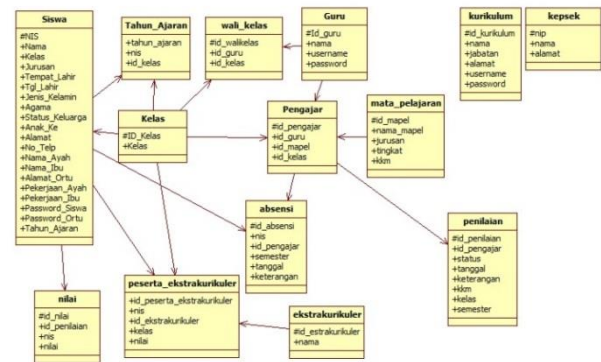 Siswa
#NIS
+Nama
+Kelas
+Jurusan
+Tempat_Lahir
+Tgl_Lahir
+Jenis_Kelamin
+Agama
+Status_Keluarga
+Anak_Ke
+Alamat
+No_Telp
+Nama_Ayah
+Nama_Ibu
+Alamat_Ortu
+Pekerjaan_Ayah
+Pekerjaan_Ibu
+Password_Siswa
+Password_Ortu
+Tahun_Ajaran
Tahun_Ajaran
+tahun_ajaran
+nis
+id_kelas
wali_kelas
#id_walikelas
+id_guru
+id_kelas
Guru
#Id_guru
+nama
+username
+password
kurikulum
#id_kurikulum
+nama
+jabatan
+alamat
+username
+password
kepsek
#nip
+nama
+alamat
Kelas
#ID_Kelas
+Kelas
Pengajar
#id_pengajar
+id_guru
+id_mapel
+id_kelas
mata_pelajaran
#id_mapel
+nama_mapel
+jurusan
+tingkat
+kkm
absensi
#id_absensi
+nis
+id_pengajar
+semester
+tanggal
+keterangan
penilaian
#id_penilaian
+id_pengajar
+status
+tanggal
+keterangan
+kkm
+kelas
+semester
nilai
#id_nilai
+id_penilaian
+nis
+nilai
peserta_ekstrakurikuler
+id_peserta_ekstrakurikuler
+nis
+id_ekstrakurikuler
+kelas
+nilai
ekstrakurikuler
#id_estrakurikuler
+nama